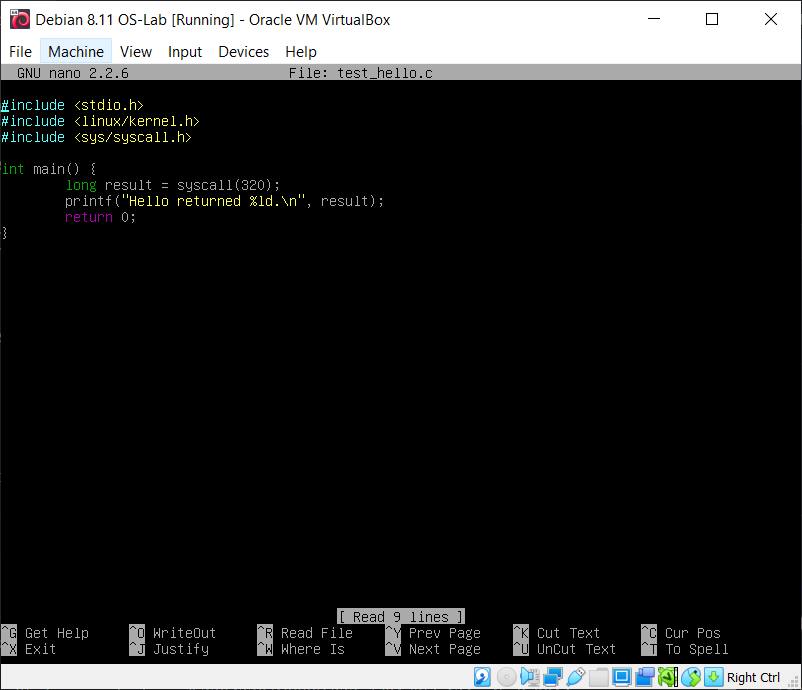 Debian 8.11 OS-Lab [Running] - Oracle VM VirtualBox
File Machine View Input Devices Help
GNU nano 2.2.6 File: test_hello.c
#include <stdio.h>
#include <linux/kernel.h>
#include <sys/syscall.h>
int main() {
long result = syscall(320);
printf("Hello returned %ld.\n", result);
return 0;
}
[ Read 9 lines ]
^G Get Help ^O WriteOut ^R Read File ^Y Prev Page ^K Cut Text ^C Cur Pos
^X Exit ^J Justify ^W Where Is ^V Next Page ^U UnCut Text ^T To Spell
Right Ctrl